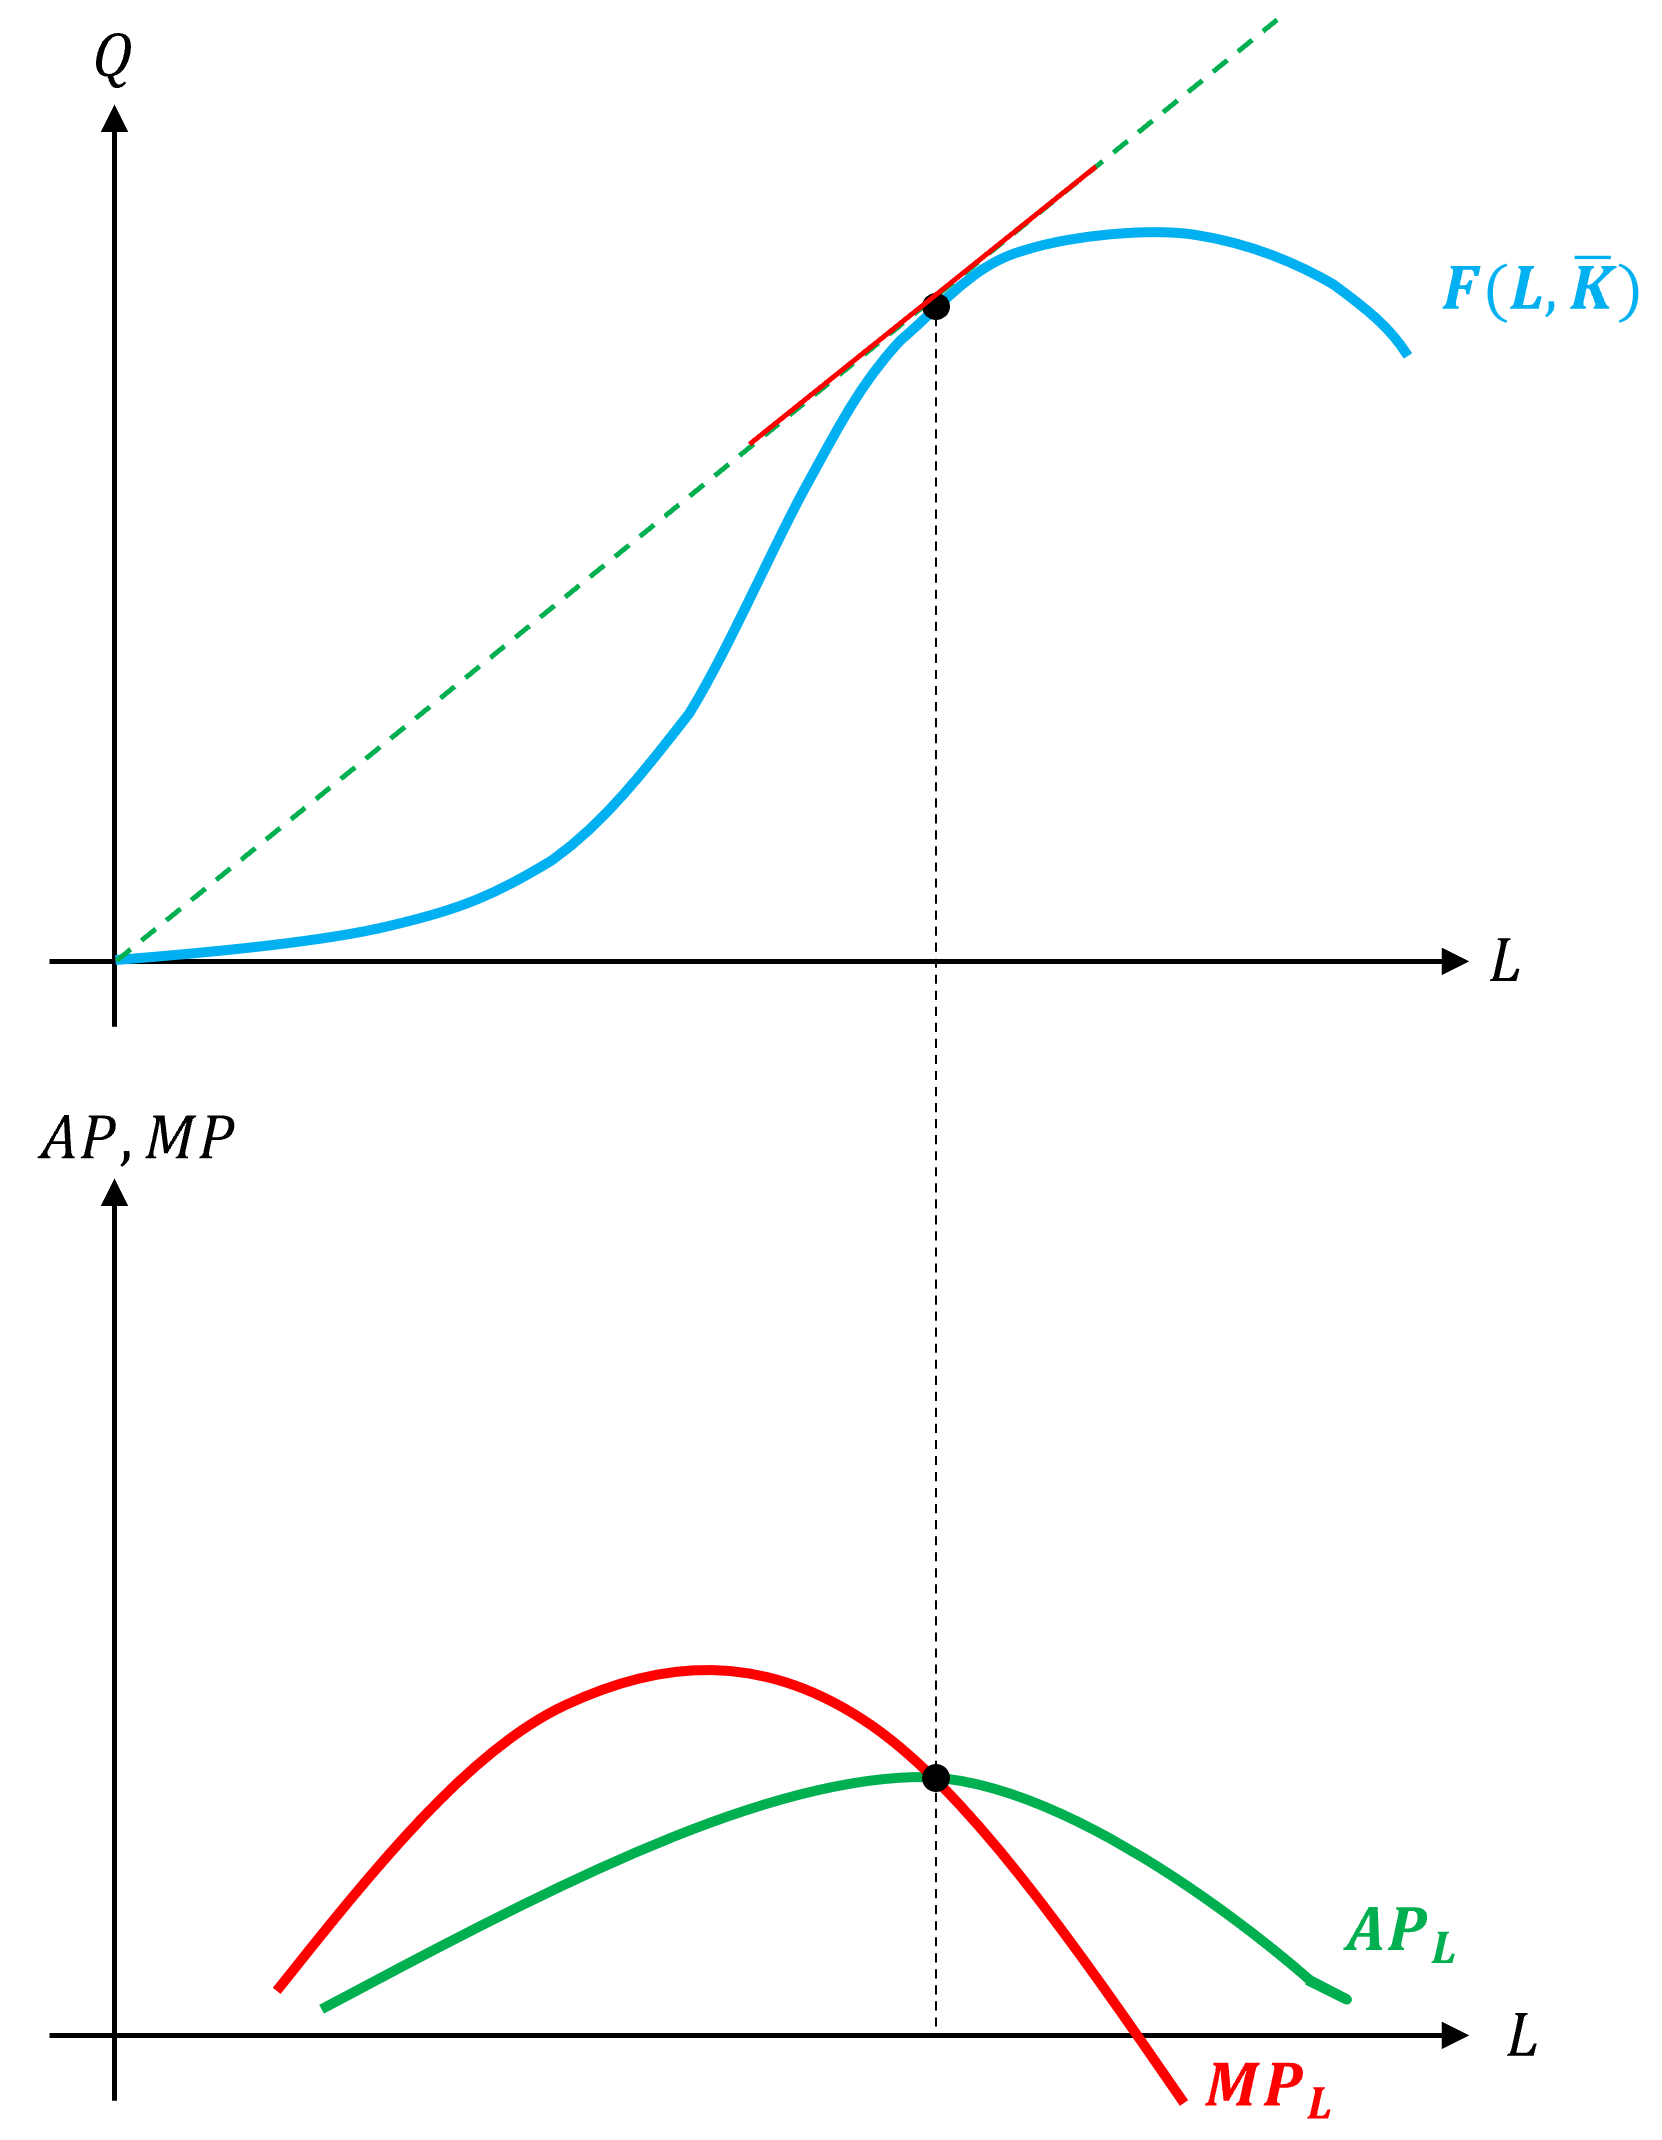 Q
F(L, K̅)
L
AP, MP
AP_L
L
MP_L